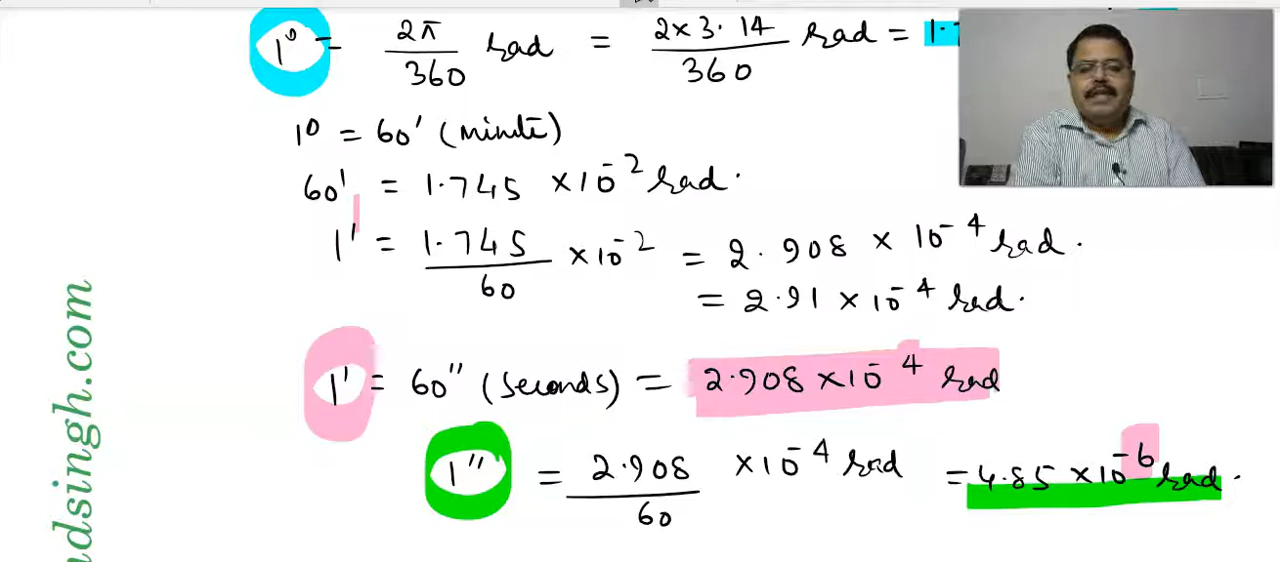 1° = 2π/360 rad = 2×3.14/360 rad = 1.
1° = 60' (minute)
60' = 1.745 ×10⁻² rad.
1' = 1.745/60 ×10⁻² = 2.908 × 10⁻⁴ rad.
= 2.91 ×10⁻⁴ rad.
1' = 60" (seconds) = 2.908 ×10⁻⁴ rad
1" = 2.908/60 ×10⁻⁴ rad = 4.85 ×10⁻⁶ rad.
ndsingh.com